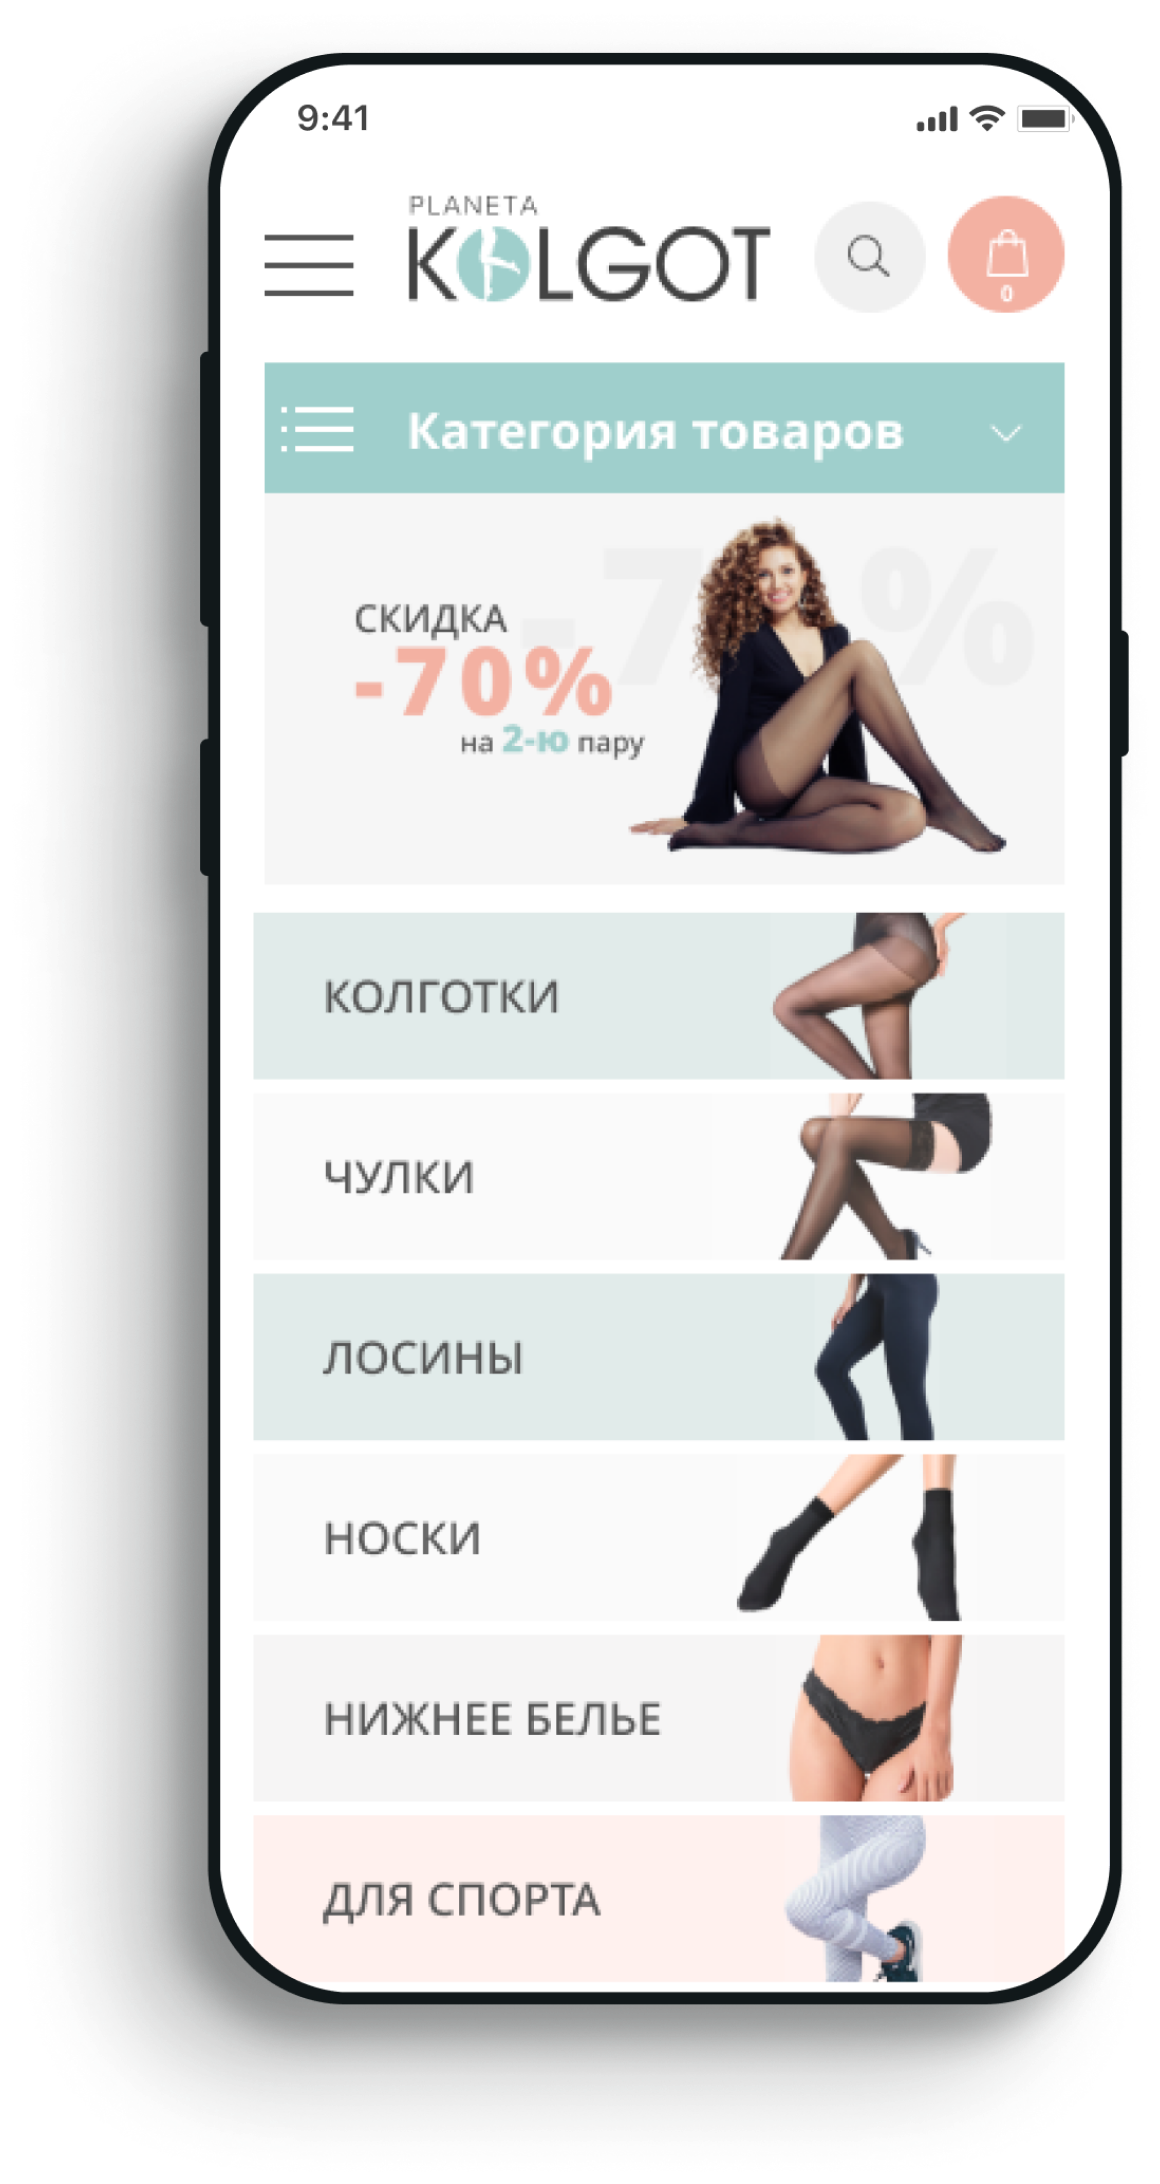 9:41
PLANETA
KOLGOT
0
Категория товаров
-70%
СКИДКА
-70%
на 2-ю пару
КОЛГОТКИ
ЧУЛКИ
ЛОСИНЫ
НОСКИ
НИЖНЕЕ БЕЛЬЕ
ДЛЯ СПОРТА